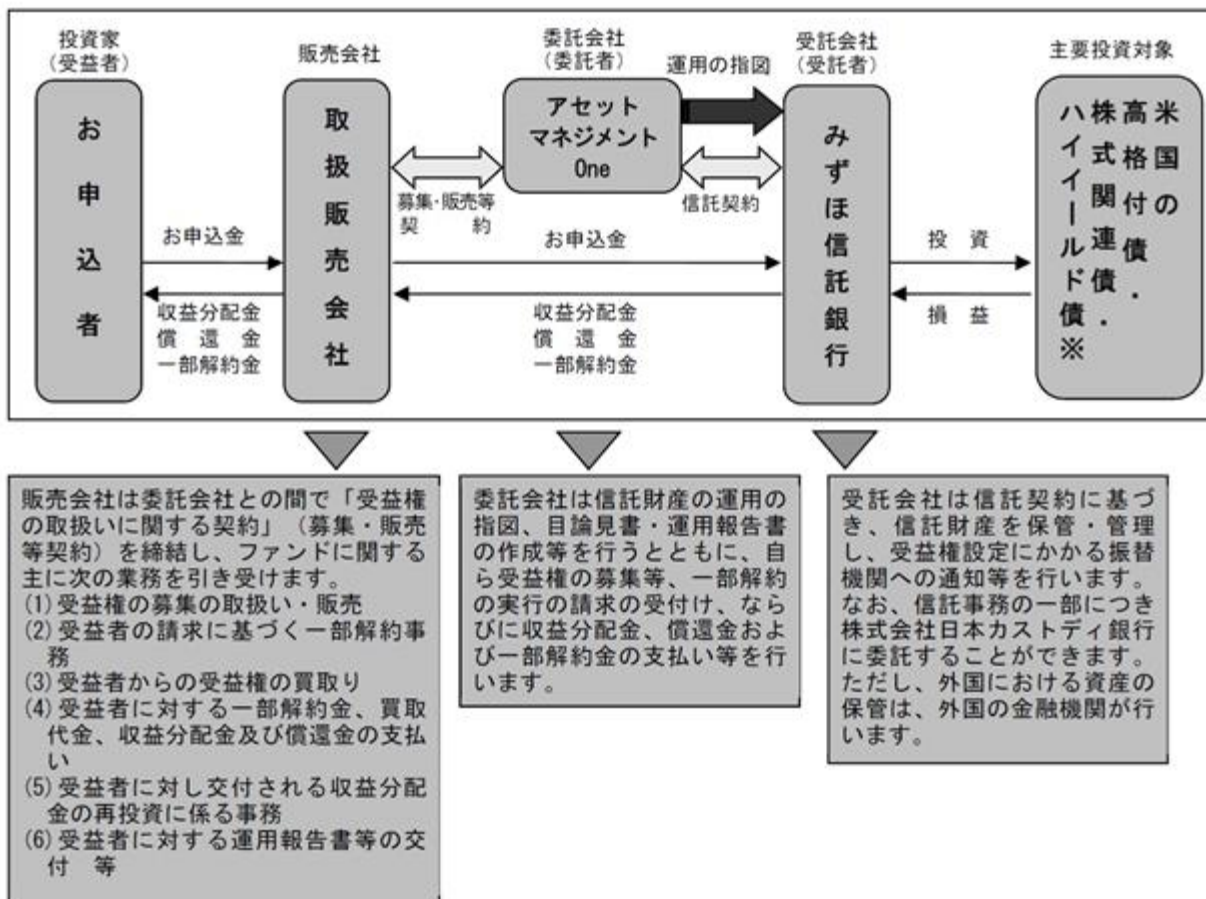 投資家
(受益者)
お申込者
販売会社
取扱販売会社
委託会社
(委託者)
アセット
マネジメント
One
運用の指図
受託会社
(受託者)
みずほ信託銀行
主要投資対象
米国の
高格付債・
株式関連債・
ハイイールド債※
募集・販売等
契　　約
信託契約
お申込金
お申込金
投　資
収益分配金
償　還　金
一部解約金
収益分配金
償　還　金
一部解約金
損　益
販売会社は委託会社との間で「受益権
の取扱いに関する契約」（募集・販売
等契約）を締結し、ファンドに関する
主に次の業務を引き受けます。
(1)受益権の募集の取扱い・販売
(2)受益者の請求に基づく一部解約事
務
(3)受益者からの受益権の買取り
(4)受益者に対する一部解約金、買取
代金、収益分配金及び償還金の支払
い
(5)受益者に対し交付される収益分配
金の再投資に係る事務
(6)受益者に対する運用報告書等の交
付　等
委託会社は信託財産の運用の
指図、目論見書・運用報告書
の作成等を行うとともに、自
ら受益権の募集等、一部解約
の実行の請求の受付け、なら
びに収益分配金、償還金およ
び一部解約金の支払い等を行
います。
受託会社は信託契約に基づ
き、信託財産を保管・管理
し、受益権設定にかかる振替
機関への通知等を行います。
なお、信託事務の一部につき
株式会社日本カストディ銀行
に委託することができます。
ただし、外国における資産の
保管は、外国の金融機関が行
います。